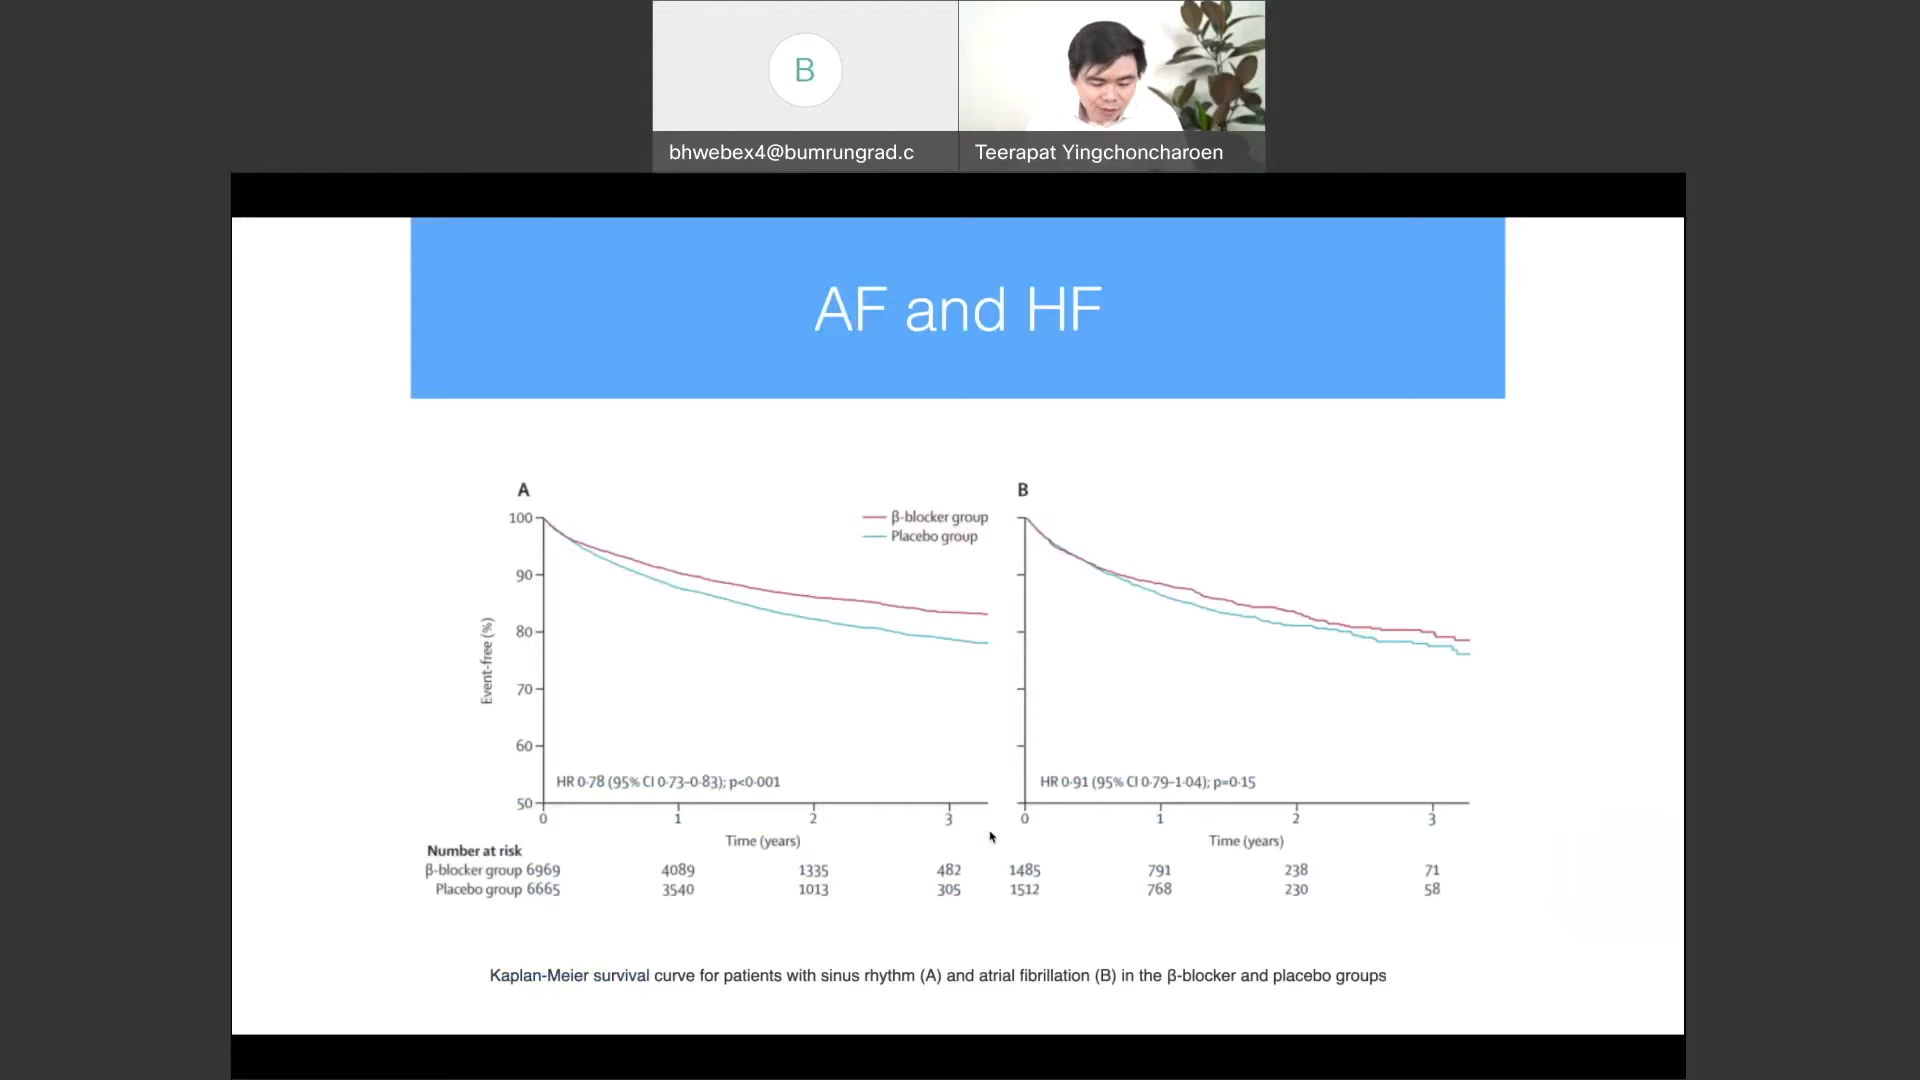 B
bhwebex4@bumrungrad.c
Teerapat Yingchoncharoen
AF and HF
A
β-blocker group
Placebo group
100
90
80
70
60
50
Event-free (%)
HR 0·78 (95% CI 0·73–0·83); p<0·001
0 1 2 3
Time (years)
B
HR 0·91 (95% CI 0·79–1·04); p=0·15
0 1 2 3
Time (years)
Number at risk
β-blocker group 6969 4089 1335 482 1485 791 238 71
Placebo group 6665 3540 1013 305 1512 768 230 58
Kaplan-Meier survival curve for patients with sinus rhythm (A) and atrial fibrillation (B) in the β-blocker and placebo groups